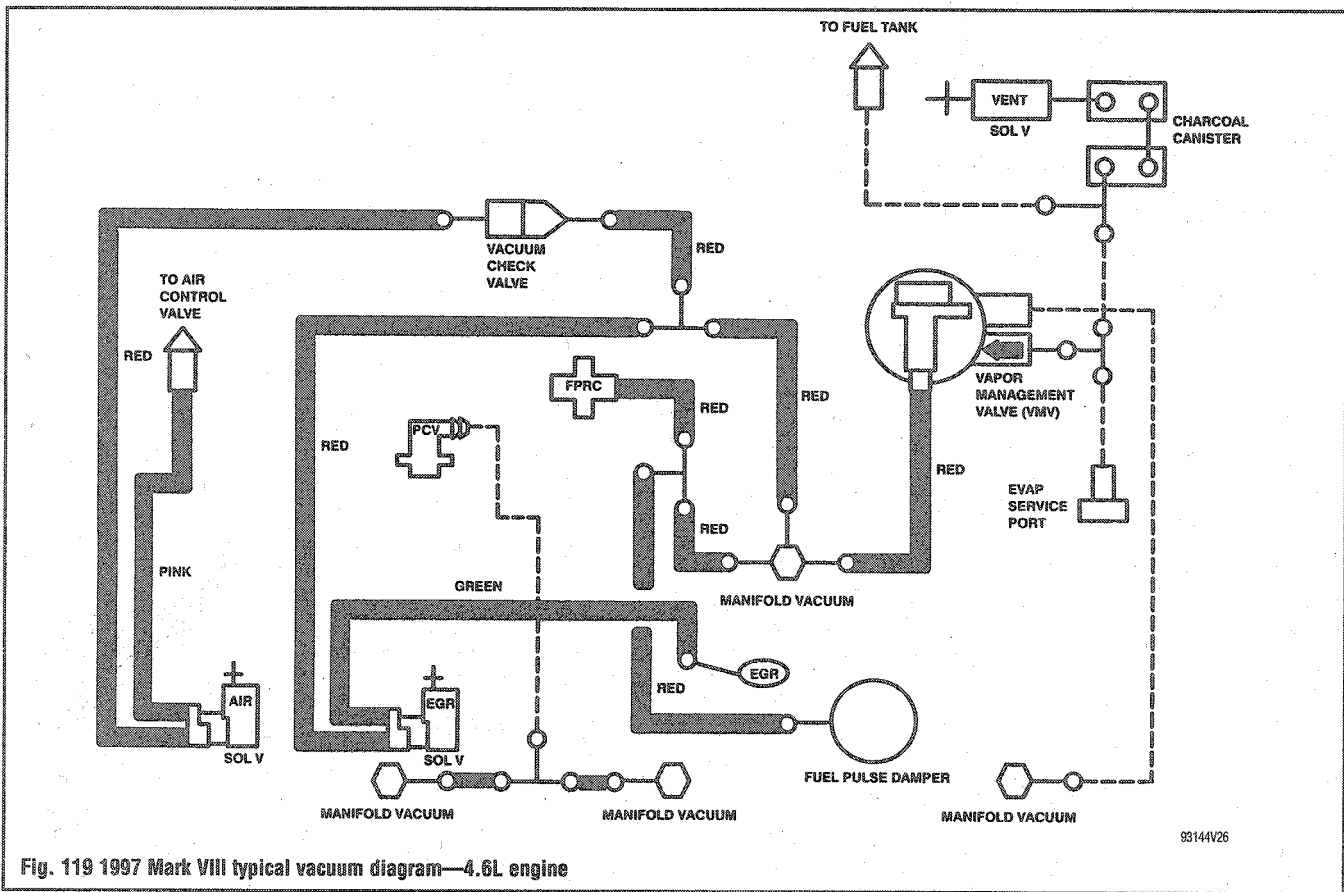 TO FUEL TANK
VENT
SOL V
CHARCOAL
CANISTER
VACUUM
CHECK
VALVE
RED
TO AIR
CONTROL
VALVE
RED
FPRC
RED
RED
VAPOR
MANAGEMENT
VALVE (VMV)
PCV
RED
RED
EVAP
SERVICE
PORT
RED
PINK
GREEN
MANIFOLD VACUUM
EGR
RED
AIR
SOL V
EGR
SOL V
FUEL PULSE DAMPER
MANIFOLD VACUUM
MANIFOLD VACUUM
MANIFOLD VACUUM
93144V26
Fig. 119 1997 Mark VIII typical vacuum diagram—4.6L engine